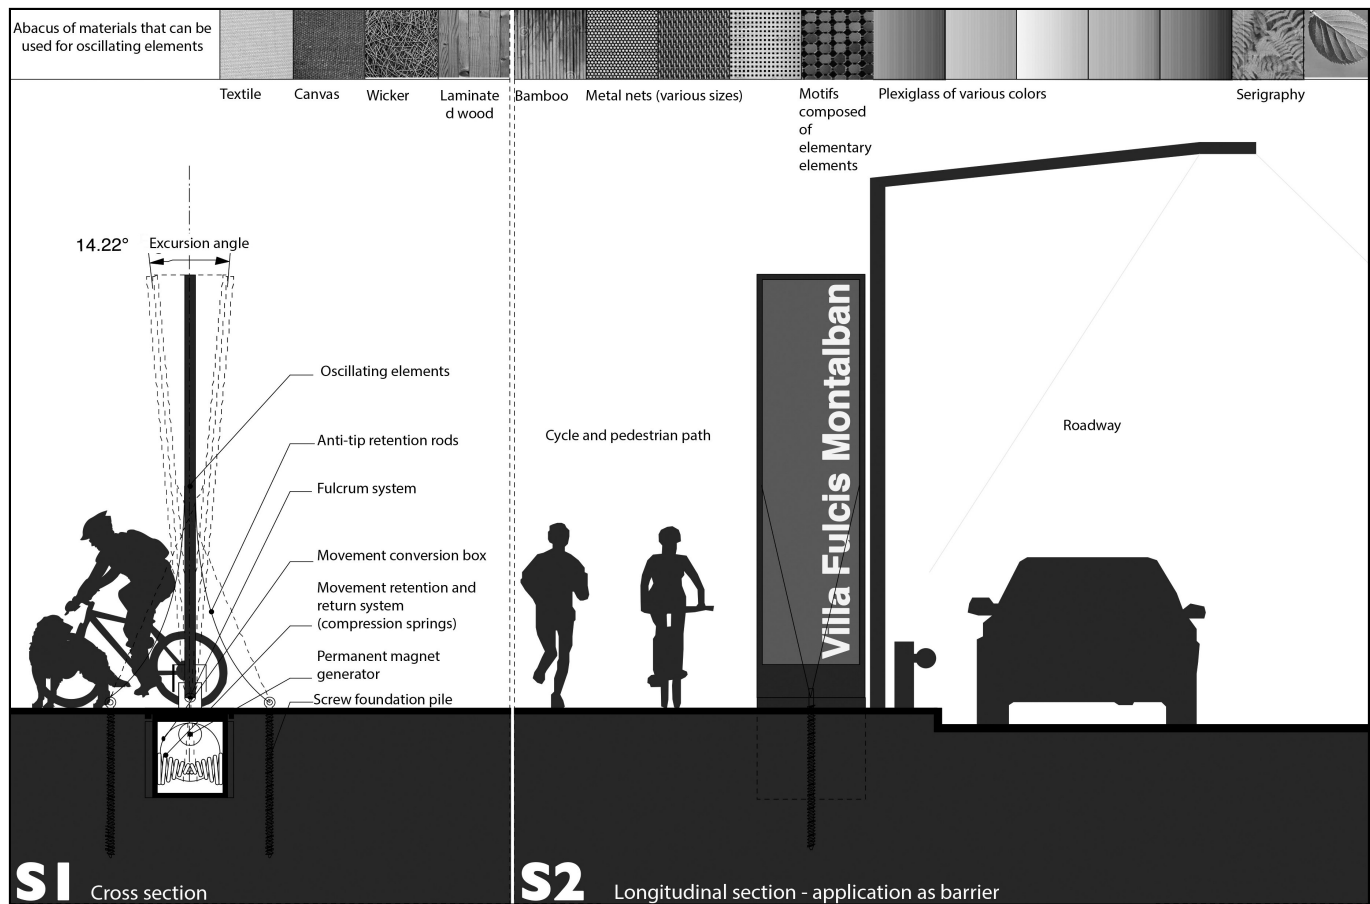 Abacus of materials that can be
used for oscillating elements
Textile
Canvas
Wicker
Laminate
d wood
Bamboo
Metal nets (various sizes)
Motifs
composed
of
elementary
elements
Plexiglass of various colors
Serigraphy
14.22°
Excursion angle
Oscillating elements
Anti-tip retention rods
Fulcrum system
Movement conversion box
Movement retention and
return system
(compression springs)
Permanent magnet
generator
Screw foundation pile
Cycle and pedestrian path
Villa Fulcis Montalban
Roadway
S1 Cross section
S2 Longitudinal section - application as barrier